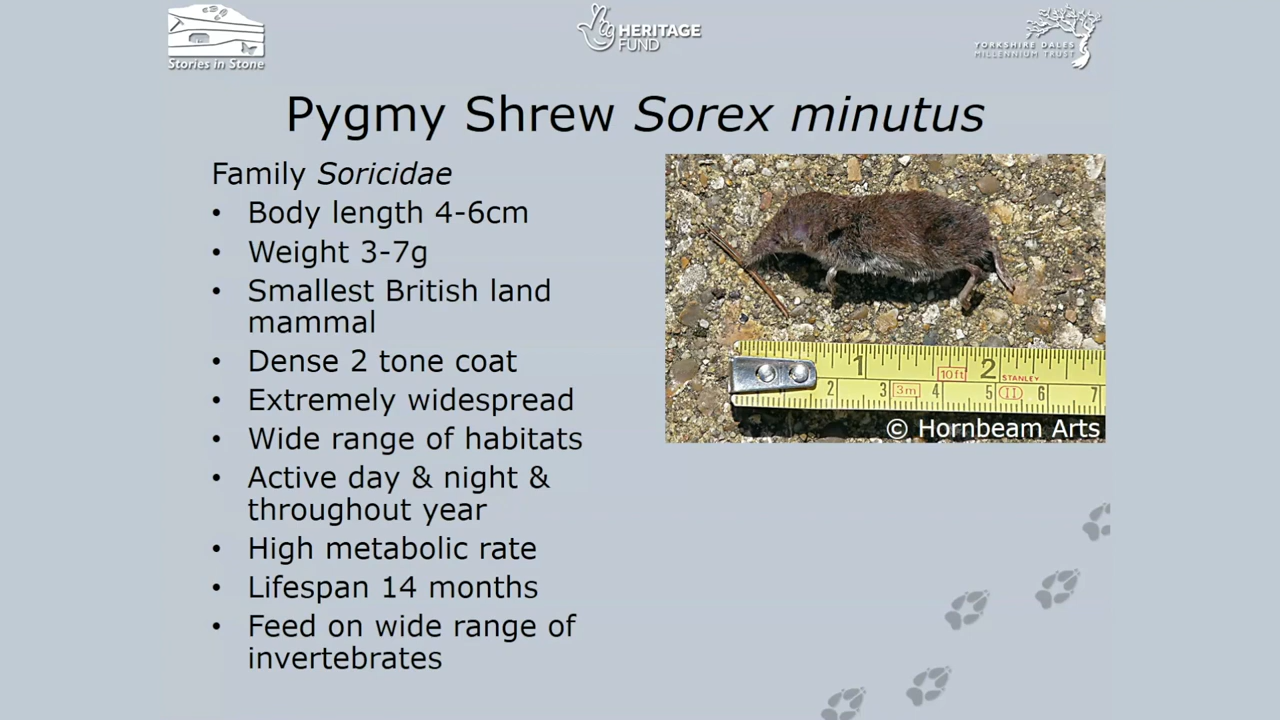 Stories in Stone
HERITAGE
FUND
YORKSHIRE DALES
MILLENNIUM TRUST
Pygmy Shrew Sorex minutus
Family Soricidae
• Body length 4-6cm
• Weight 3-7g
• Smallest British land
mammal
• Dense 2 tone coat
• Extremely widespread
• Wide range of habitats
• Active day & night &
throughout year
• High metabolic rate
• Lifespan 14 months
• Feed on wide range of
invertebrates
1 10ft 2 STANLEY
2 3 3m 4 5 II 6 7
© Hornbeam Arts